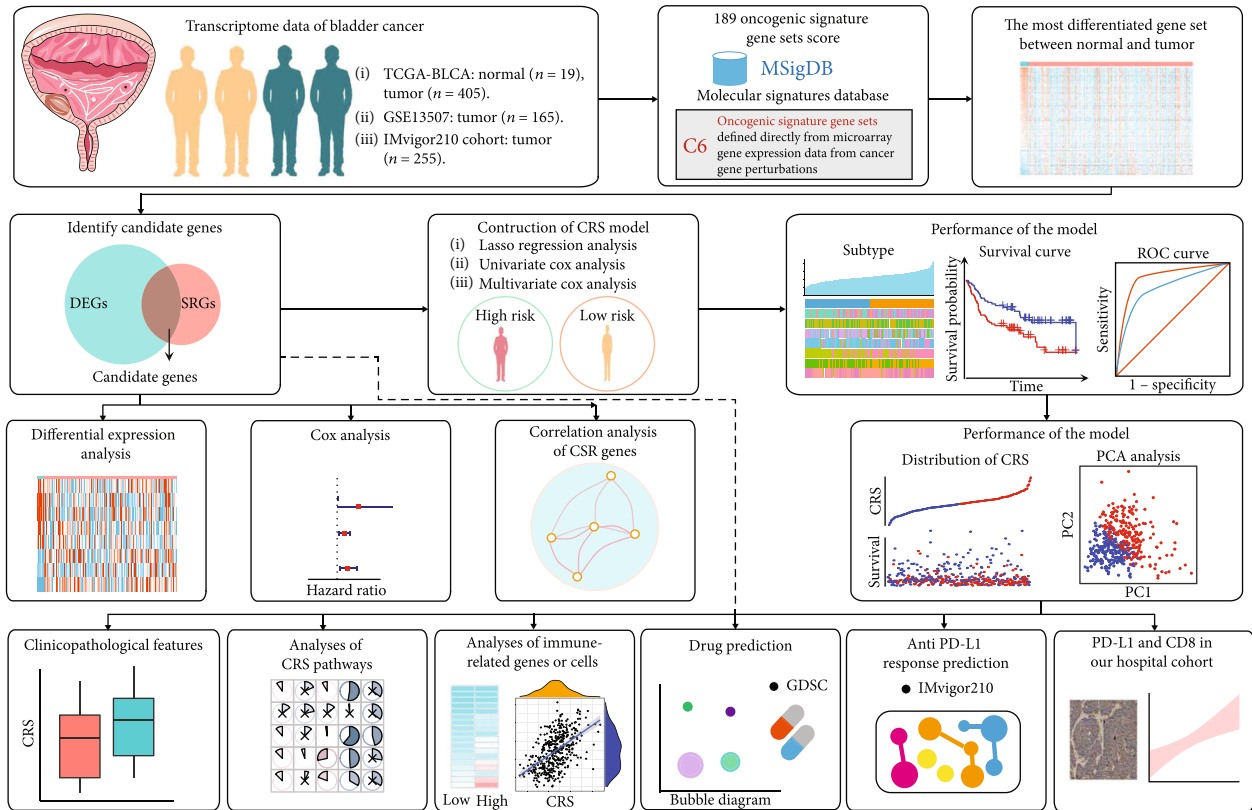 Transcriptome data of bladder cancer
(i) TCGA-BLCA: normal (n = 19),
tumor (n = 405).
(ii) GSE13507: tumor (n = 165).
(iii) IMvigor210 cohort: tumor
(n = 255).
189 oncogenic signature
gene sets score
MSigDB
Molecular signatures database
C6
Oncogenic signature gene sets
defined directly from microarray
gene expression data from cancer
gene perturbations
The most differentiated gene set
between normal and tumor
Identify candidate genes
DEGs
SRGs
Candidate genes
Contruction of CRS model
(i) Lasso regression analysis
(ii) Univariate cox analysis
(iii) Multivariate cox analysis
High risk
Low risk
Performance of the model
Subtype
Survival curve
Survival probability
Time
ROC curve
Sensitivity
1 – specificity
Differential expression
analysis
Cox analysis
Hazard ratio
Correlation analysis
of CSR genes
Performance of the model
Distribution of CRS
CRS
Survival
PCA analysis
PC2
PC1
Clinicopathological features
CRS
Analyses of
CRS pathways
Analyses of immune-
related genes or cells
Low High
CRS
Drug prediction
GDSC
Bubble diagram
Anti PD-L1
response prediction
IMvigor210
PD-L1 and CD8 in
our hospital cohort